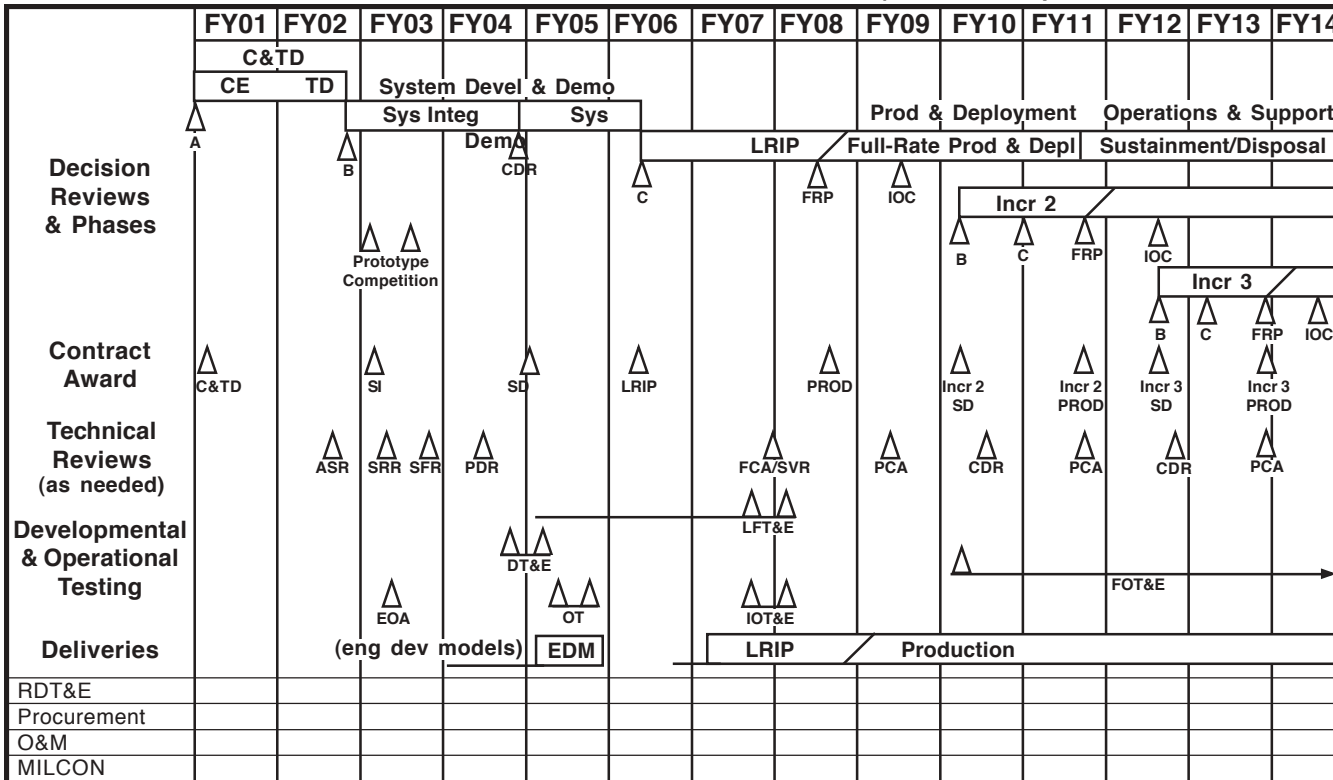 FY01 FY02 FY03 FY04 FY05 FY06 FY07 FY08 FY09 FY10 FY11 FY12 FY13 FY14
C&TD
CE TD System Devel & Demo
Sys Integ Sys Prod & Deployment Operations & Support
A Demo LRIP Full-Rate Prod & Depl Sustainment/Disposal
B CDR
Decision
Reviews
& Phases
C FRP IOC
Incr 2
B C FRP IOC
Prototype
Competition
Incr 3
B C FRP IOC
Contract
Award
C&TD SI SD LRIP PROD Incr 2 Incr 2 Incr 3 Incr 3
SD PROD SD PROD
Technical
Reviews
(as needed)
ASR SRR SFR PDR FCA/SVR PCA CDR PCA CDR PCA
Developmental
& Operational
Testing
LFT&E
DT&E
FOT&E
EOA OT IOT&E
Deliveries (eng dev models) EDM LRIP Production
RDT&E
Procurement
O&M
MILCON